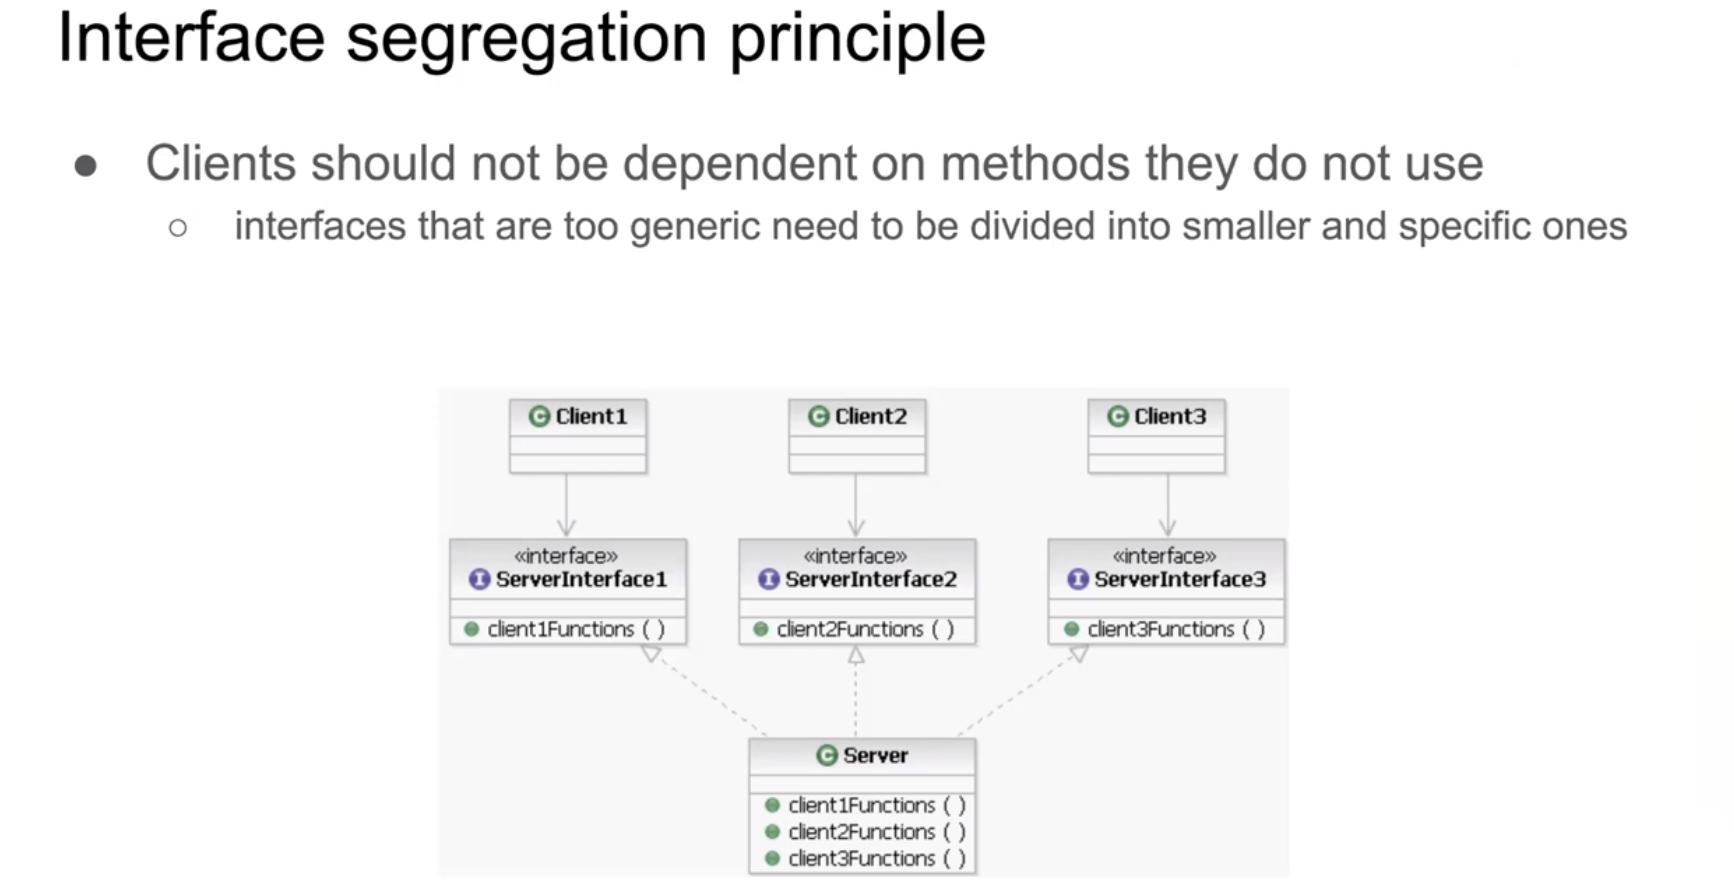 Interface segregation principle
● Clients should not be dependent on methods they do not use
○ interfaces that are too generic need to be divided into smaller and specific ones
C Client1
C Client2
C Client3
«interface»
I ServerInterface1
client1Functions ( )
«interface»
I ServerInterface2
client2Functions ( )
«interface»
I ServerInterface3
client3Functions ( )
C Server
client1Functions ( )
client2Functions ( )
client3Functions ( )